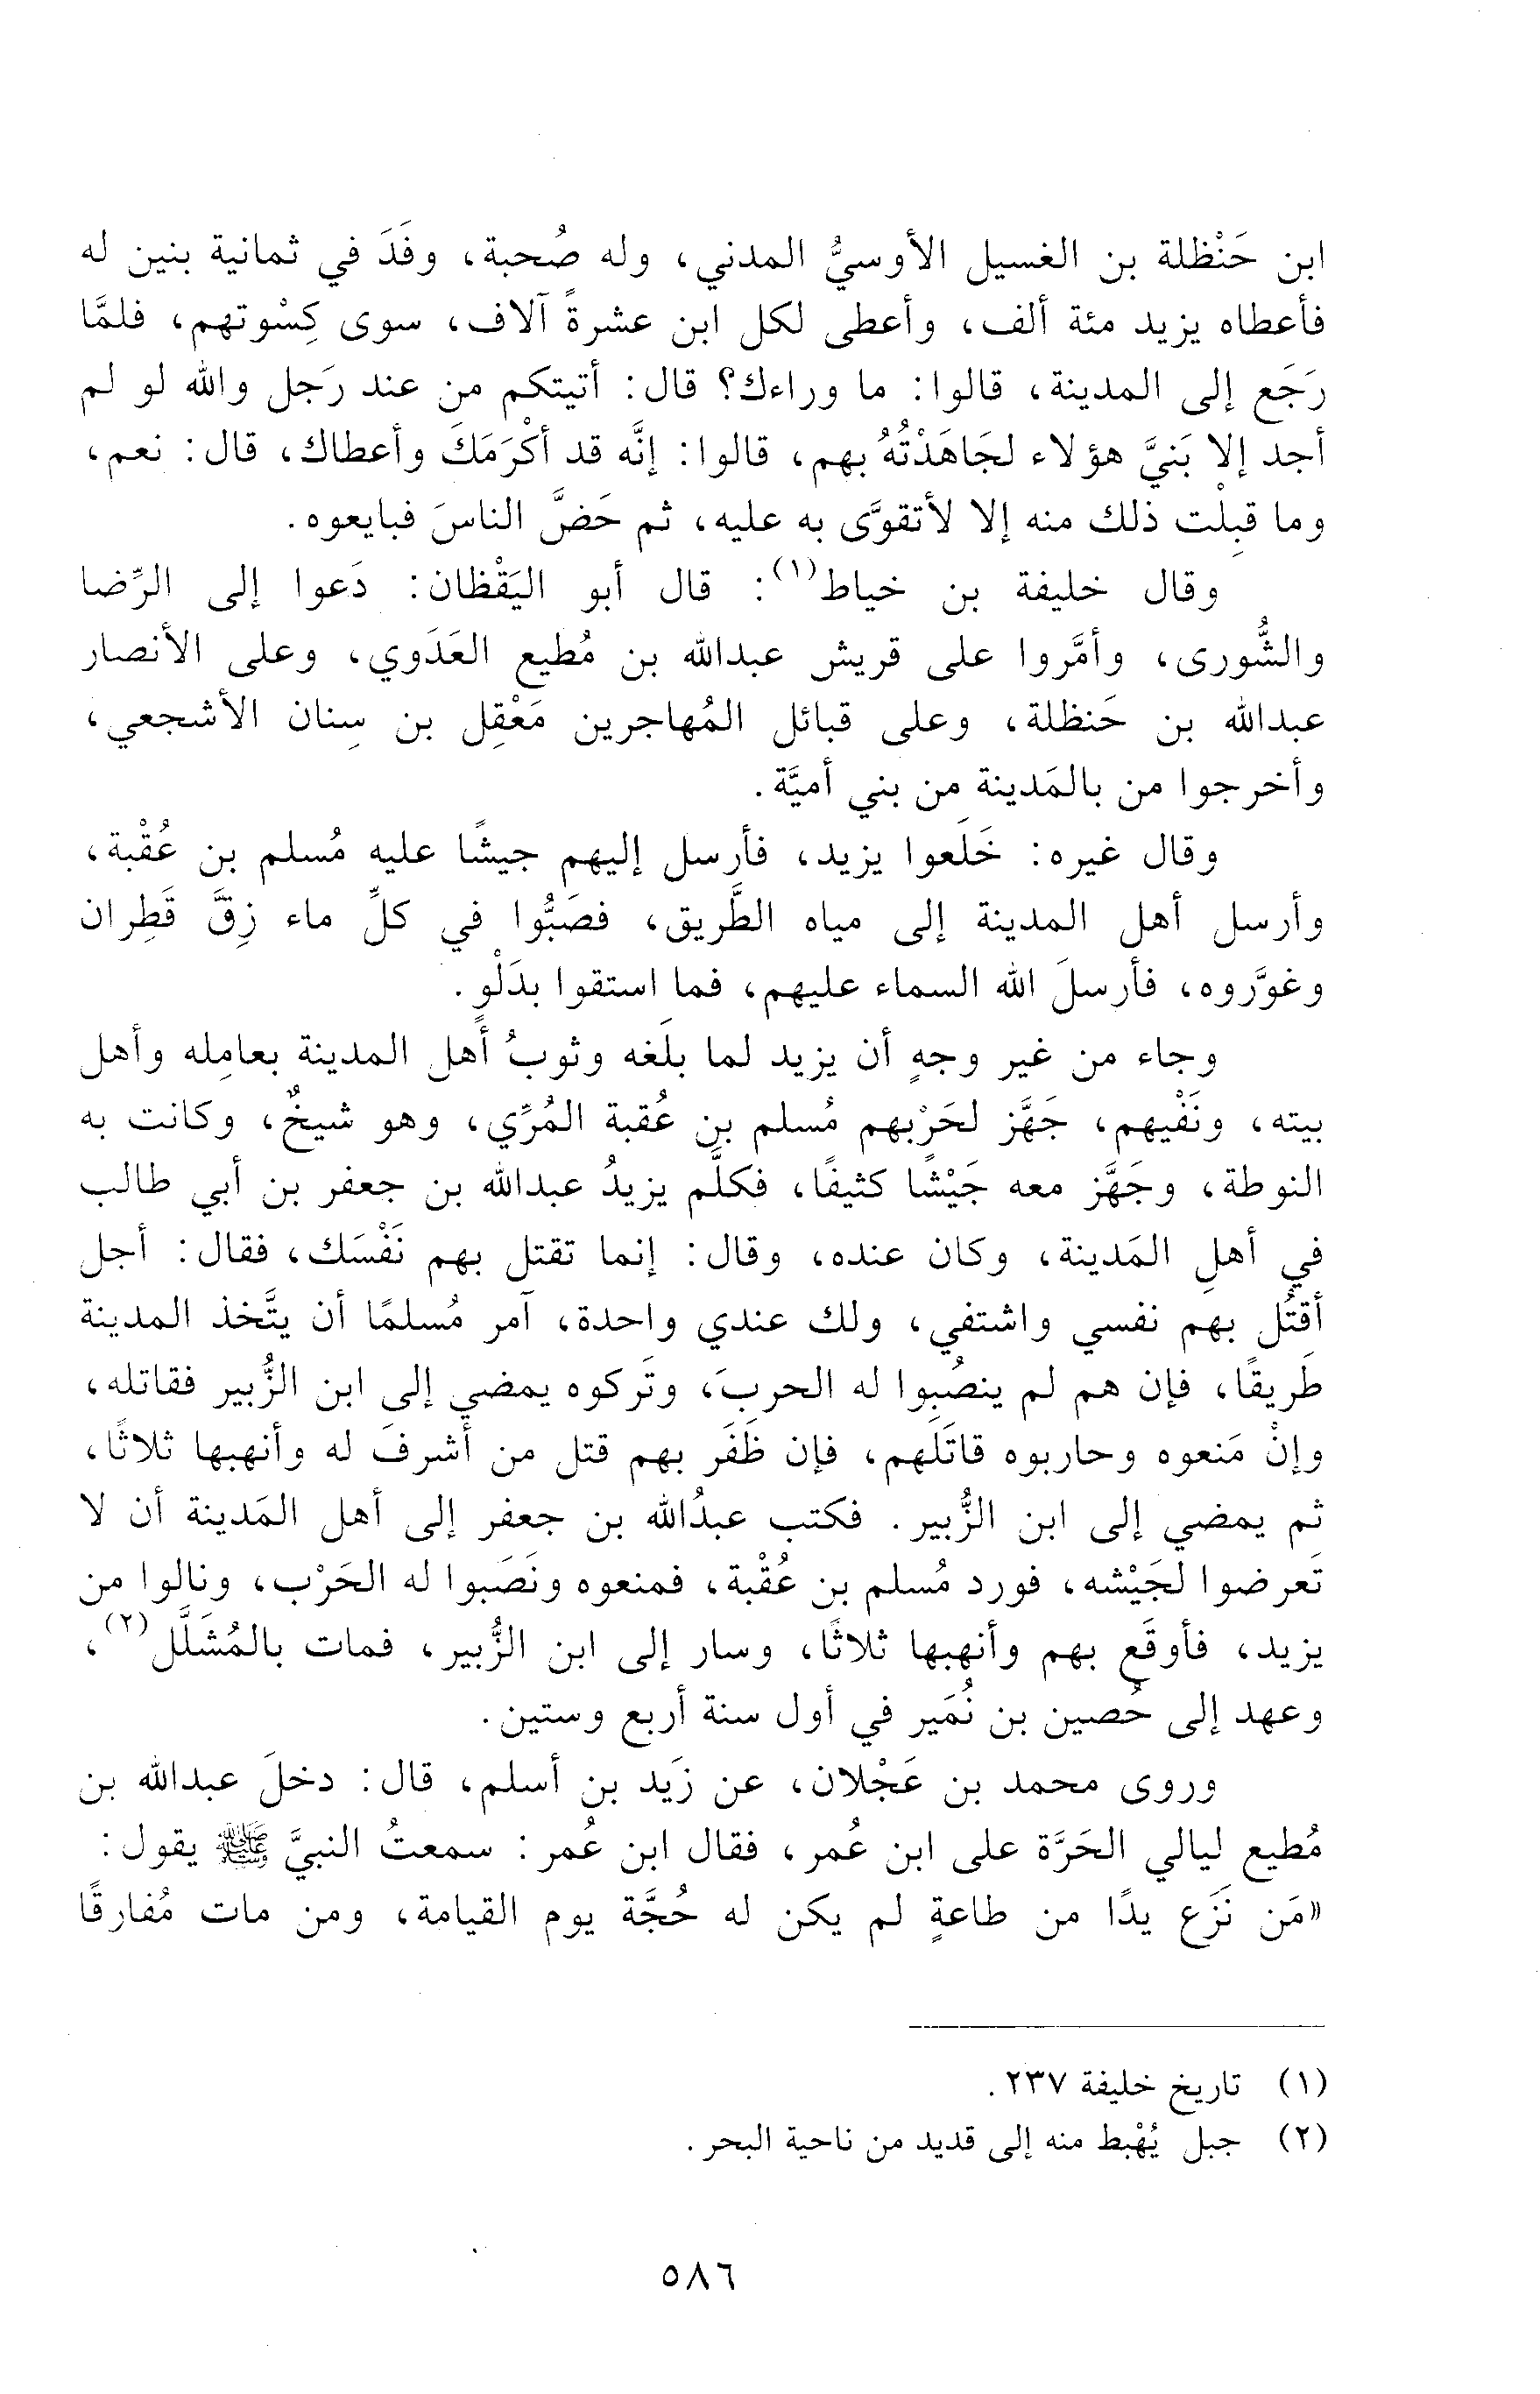 ابن حَنْظلة بن الغسيل الأوسيُّ المدني، وله صُحبة، وفَدَ في ثمانية بنين له
فأعطاه يزيد مئة ألف، وأعطى لكل ابن عشرةً آلاف، سوى كِسْوتهم، فلمَّا
رَجَع إلى المدينة، قالوا: ما وراءك؟ قال: أتيتكم من عند رَجل والله لو لم
أجد إلا بَنيَّ هؤلاء لجَاهَدْتُهُ بهم، قالوا: إنَّه قد أكْرَمَكَ وأعطاك، قال: نعم،
وما قبِلْت ذلك منه إلا لأتقوَّى به عليه، ثم حَضَّ الناسَ فبايعوه.
وقال خليفة بن خياط(١): قال أبو اليَقْظان: دَعوا إلى الرِّضا
والشُّورى، وأمَّروا على قريش عبدالله بن مُطيع العَدَوي، وعلى الأنصار
عبدالله بن حَنظلة، وعلى قبائل المُهاجرين مَعْقِل بن سِنان الأشجعي،
وأخرجوا من بالمَدينة من بني أميَّة.
وقال غيره: خَلَعوا يزيد، فأرسل إليهم جيشًا عليه مُسلم بن عُقْبة،
وأرسل أهل المدينة إلى مياه الطَّريق، فصَبُّوا في كلِّ ماء زِقَّ قَطِران
وغوَّروه، فأرسلَ الله السماء عليهم، فما استقوا بدَلْوٍ.
وجاء من غير وجهٍ أن يزيد لما بلَغه وثوبُ أهل المدينة بعامِله وأهل
بيته، ونَفْيهم، جَهَّز لحَرْبهم مُسلم بن عُقبة المُرِّي، وهو شيخٌ، وكانت به
النوطة، وجَهَّز معه جَيْشًا كثيفًا، فكلَّم يزيدُ عبدالله بن جعفر بن أبي طالب
في أهلِ المَدينة، وكان عنده، وقال: إنما تقتل بهم نَفْسَك، فقال: أجل
أقتُل بهم نفسي واشتفي، ولك عندي واحدة، آمر مُسلمًا أن يتَّخذ المدينة
طَريقًا، فإن هم لم ينصُبوا له الحربَ، وتَركوه يمضي إلى ابن الزُّبير فقاتله،
وإنْ مَنعوه وحاربوه قاتَلَهم، فإن ظَفَر بهم قتل من أشرفَ له وأنهبها ثلاثًا،
ثم يمضي إلى ابن الزُّبير. فكتب عبدُالله بن جعفر إلى أهل المَدينة أن لا
تَعرضوا لجَيْشه، فورد مُسلم بن عُقْبة، فمنعوه ونَصَبوا له الحَرْب، ونالوا من
يزيد، فأوقَع بهم وأنهبها ثلاثًا، وسار إلى ابن الزُّبير، فمات بالمُشَلَّل(٢)،
وعهد إلى حُصين بن نُمَير في أول سنة أربع وستين.
وروى محمد بن عَجْلان، عن زَيد بن أسلم، قال: دخلَ عبدالله بن
مُطيع ليالي الحَرَّة على ابن عُمر، فقال ابن عُمر: سمعتُ النبيَّ ﷺ يقول:
«مَن نَزَع يدًا من طاعةٍ لم يكن له حُجَّة يوم القيامة، ومن مات مُفارقًا
(١) تاريخ خليفة ٢٣٧.
(٢) جبل يُهْبط منه إلى قديد من ناحية البحر.
٥٨٦